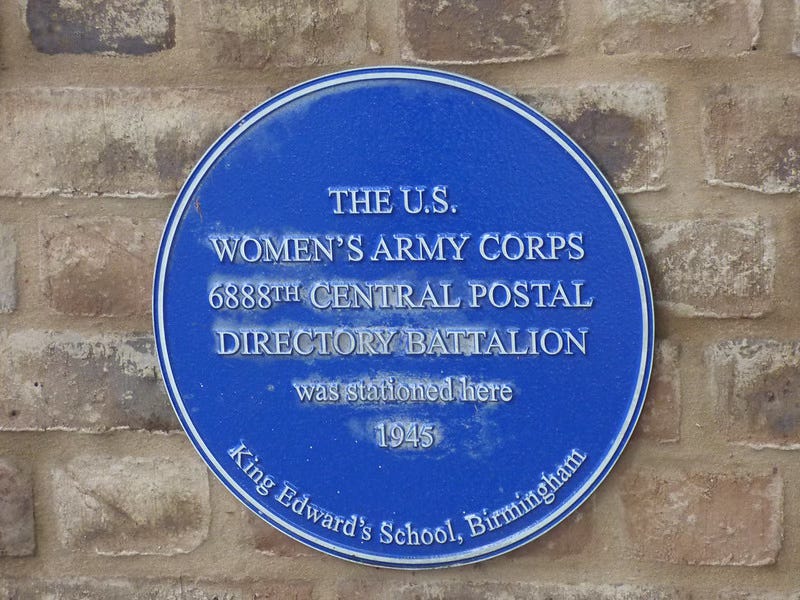 THE U.S.
WOMEN'S ARMY CORPS
6888TH CENTRAL POSTAL
DIRECTORY BATTALION
was stationed here
1945
King Edward's School, Birmingham